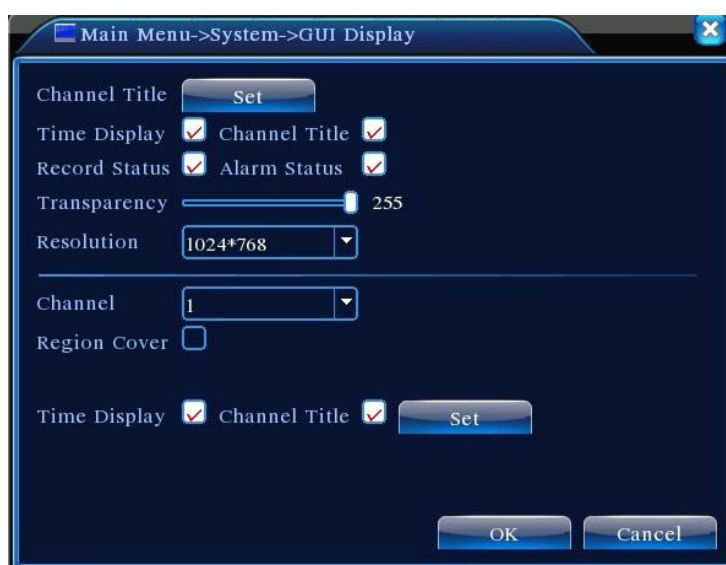 Main Menu->System->GUI Display
Channel Title Set
Time Display Channel Title
Record Status Alarm Status
Transparency 255
Resolution 1024*768
Channel 1
Region Cover
Time Display Channel Title Set
OK Cancel